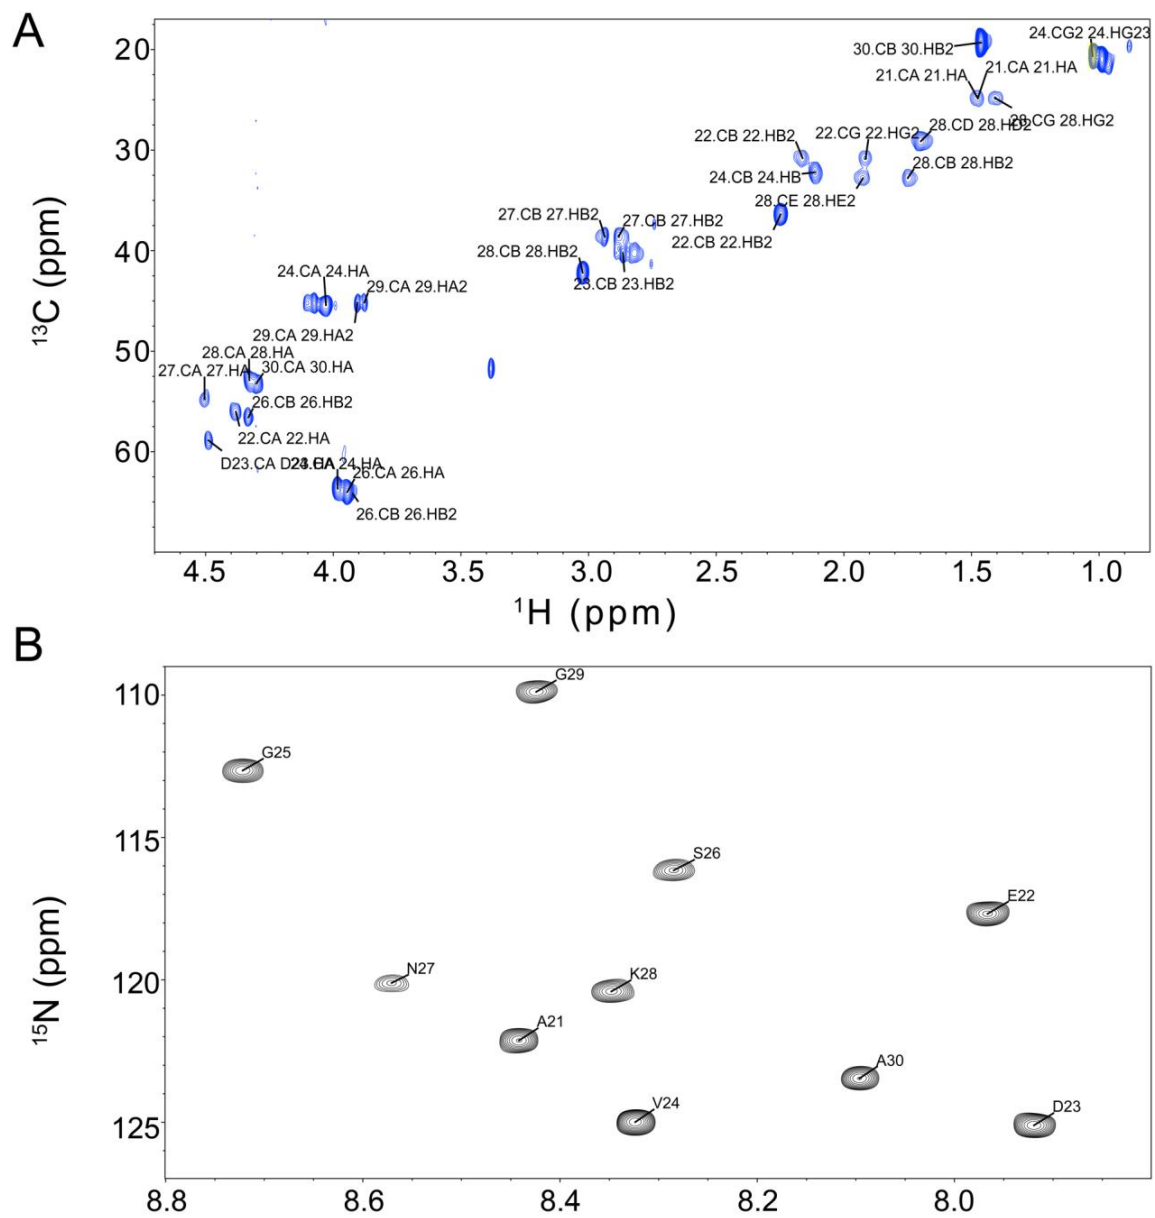 A
20
30
40
50
60
¹³C (ppm)
24.CG2 24.HG23
30.CB 30.HB2
21.CA 21.HA
21.CA 21.HA
28.CG 28.HG2
28.CD 28.HD2
22.CB 22.HB2
22.CG 22.HG2
24.CB 24.HB
28.CB 28.HB2
28.CE 28.HE2
27.CB 27.HB2
27.CB 27.HB2
22.CB 22.HB2
28.CB 28.HB2
23.CB 23.HB2
24.CA 24.HA
29.CA 29.HA2
29.CA 29.HA2
28.CA 28.HA
27.CA 27.HA
30.CA 30.HA
26.CB 26.HB2
22.CA 22.HA
D23.CA D23.HA
24.CA 24.HA
26.CA 26.HA
26.CB 26.HB2
4.5 4.0 3.5 3.0 2.5 2.0 1.5 1.0
¹H (ppm)
B
110
115
120
125
¹⁵N (ppm)
G29
G25
S26
E22
N27
K28
A21
A30
V24
D23
8.8 8.6 8.4 8.2 8.0